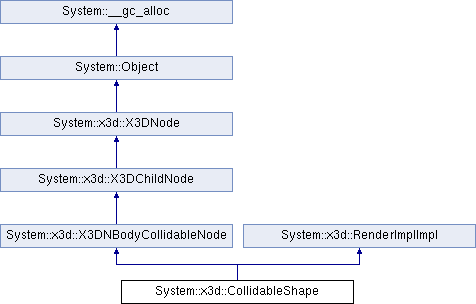 System::__gc_alloc
System::Object
System::x3d::X3DNode
System::x3d::X3DChildNode
System::x3d::X3DNBodyCollidableNode
System::x3d::RenderImplImpl
System::x3d::CollidableShape